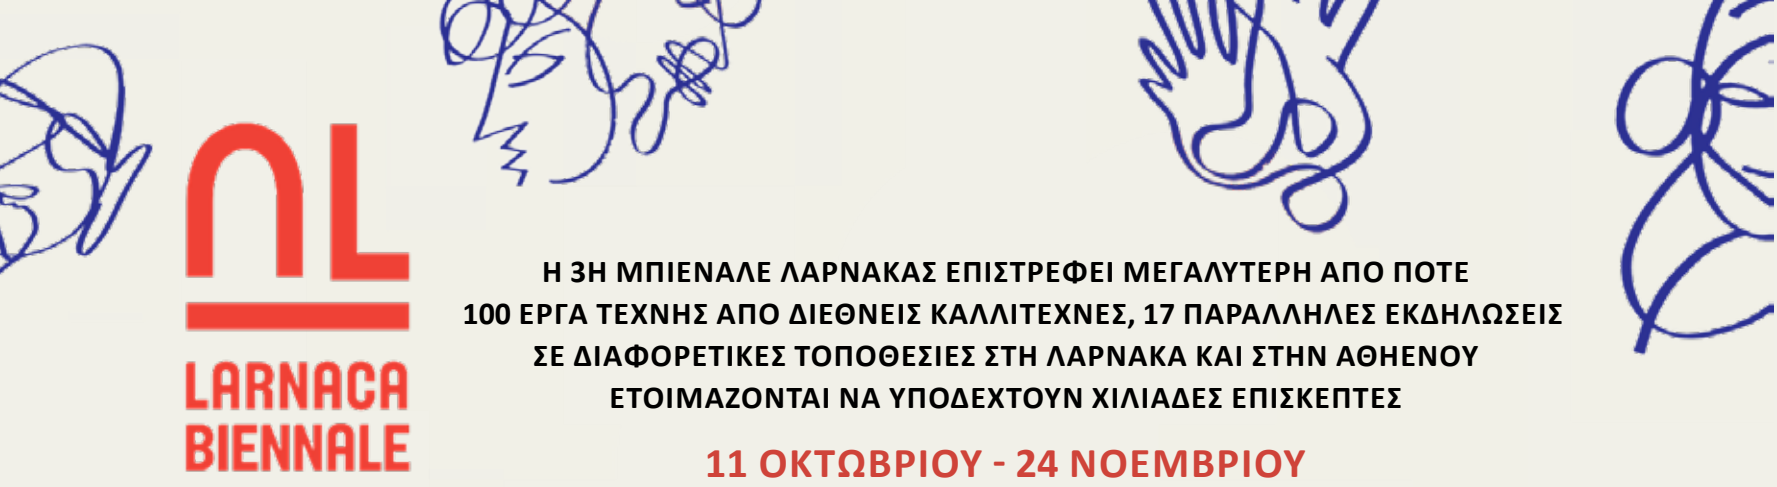 LARNACA
BIENNALE
Η 3Η ΜΠΙΕΝΑΛΕ ΛΑΡΝΑΚΑΣ ΕΠΙΣΤΡΕΦΕΙ ΜΕΓΑΛΥΤΕΡΗ ΑΠΟ ΠΟΤΕ
100 ΕΡΓΑ ΤΕΧΝΗΣ ΑΠΟ ΔΙΕΘΝΕΙΣ ΚΑΛΛΙΤΕΧΝΕΣ, 17 ΠΑΡΑΛΛΗΛΕΣ ΕΚΔΗΛΩΣΕΙΣ
ΣΕ ΔΙΑΦΟΡΕΤΙΚΕΣ ΤΟΠΟΘΕΣΙΕΣ ΣΤΗ ΛΑΡΝΑΚΑ ΚΑΙ ΣΤΗΝ ΑΘΗΕΝΟΥ
ΕΤΟΙΜΑΖΟΝΤΑΙ ΝΑ ΥΠΟΔΕΧΤΟΥΝ ΧΙΛΙΑΔΕΣ ΕΠΙΣΚΕΠΤΕΣ
11 ΟΚΤΩΒΡΙΟΥ - 24 ΝΟΕΜΒΡΙΟΥ